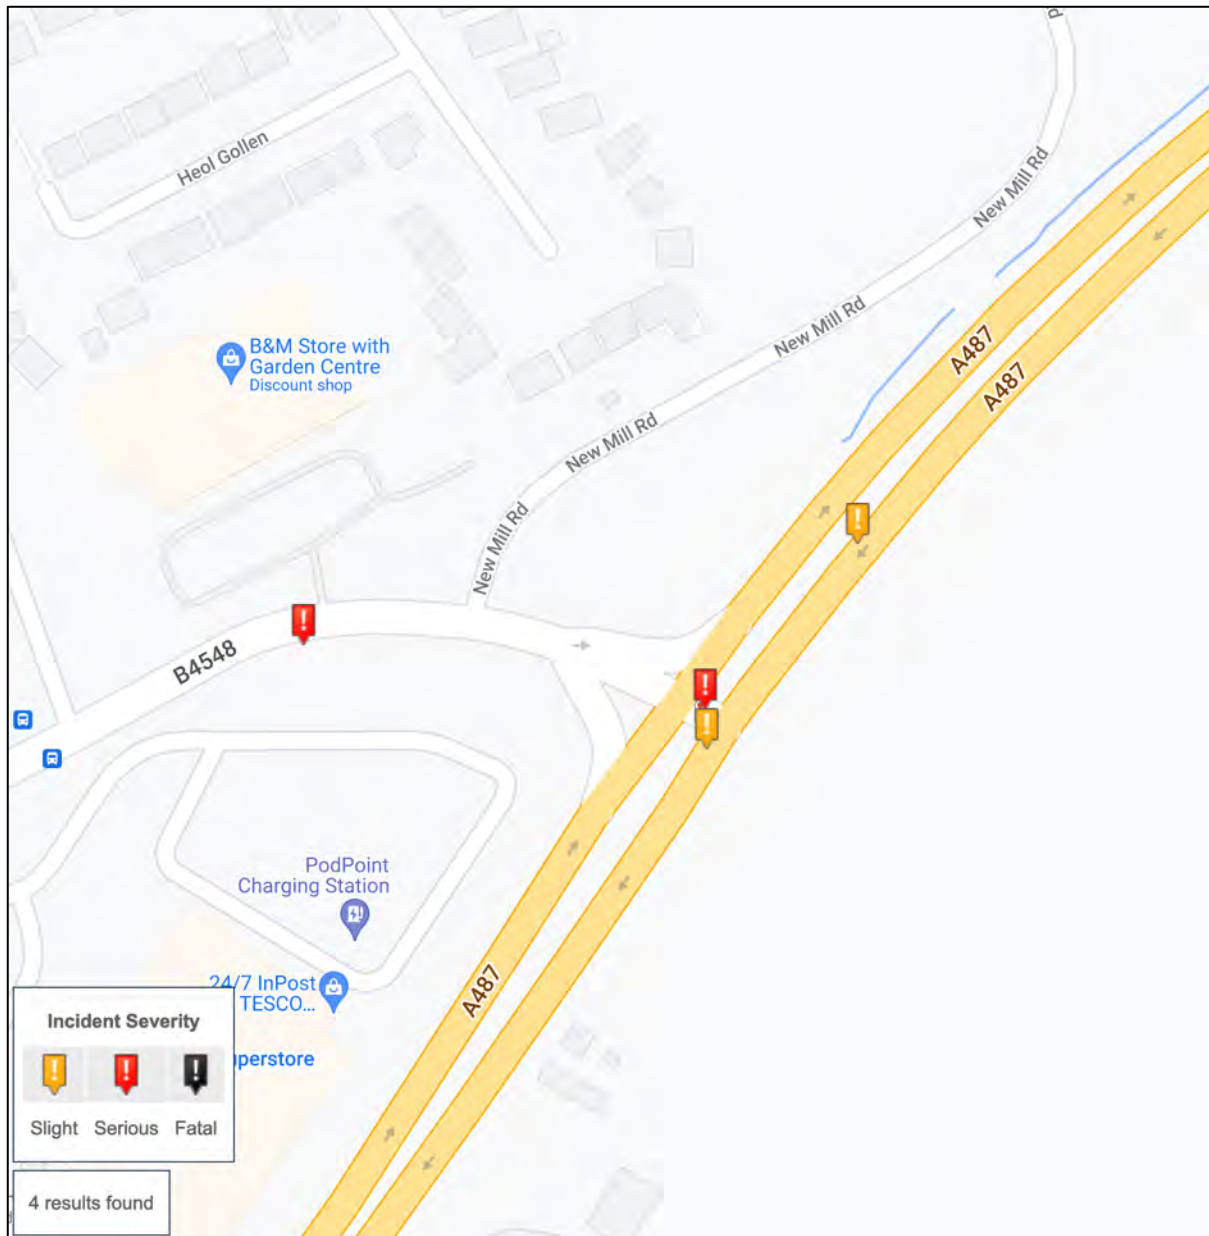 Heol Gollen
New Mill Rd
B&M Store with
Garden Centre
Discount shop
New Mill Rd
A487
A487
New Mill Rd
New Mill Rd
B4548
PodPoint
Charging Station
24/7 InPost
TESCO...
A487
perstore
Incident Severity
Slight Serious Fatal
4 results found